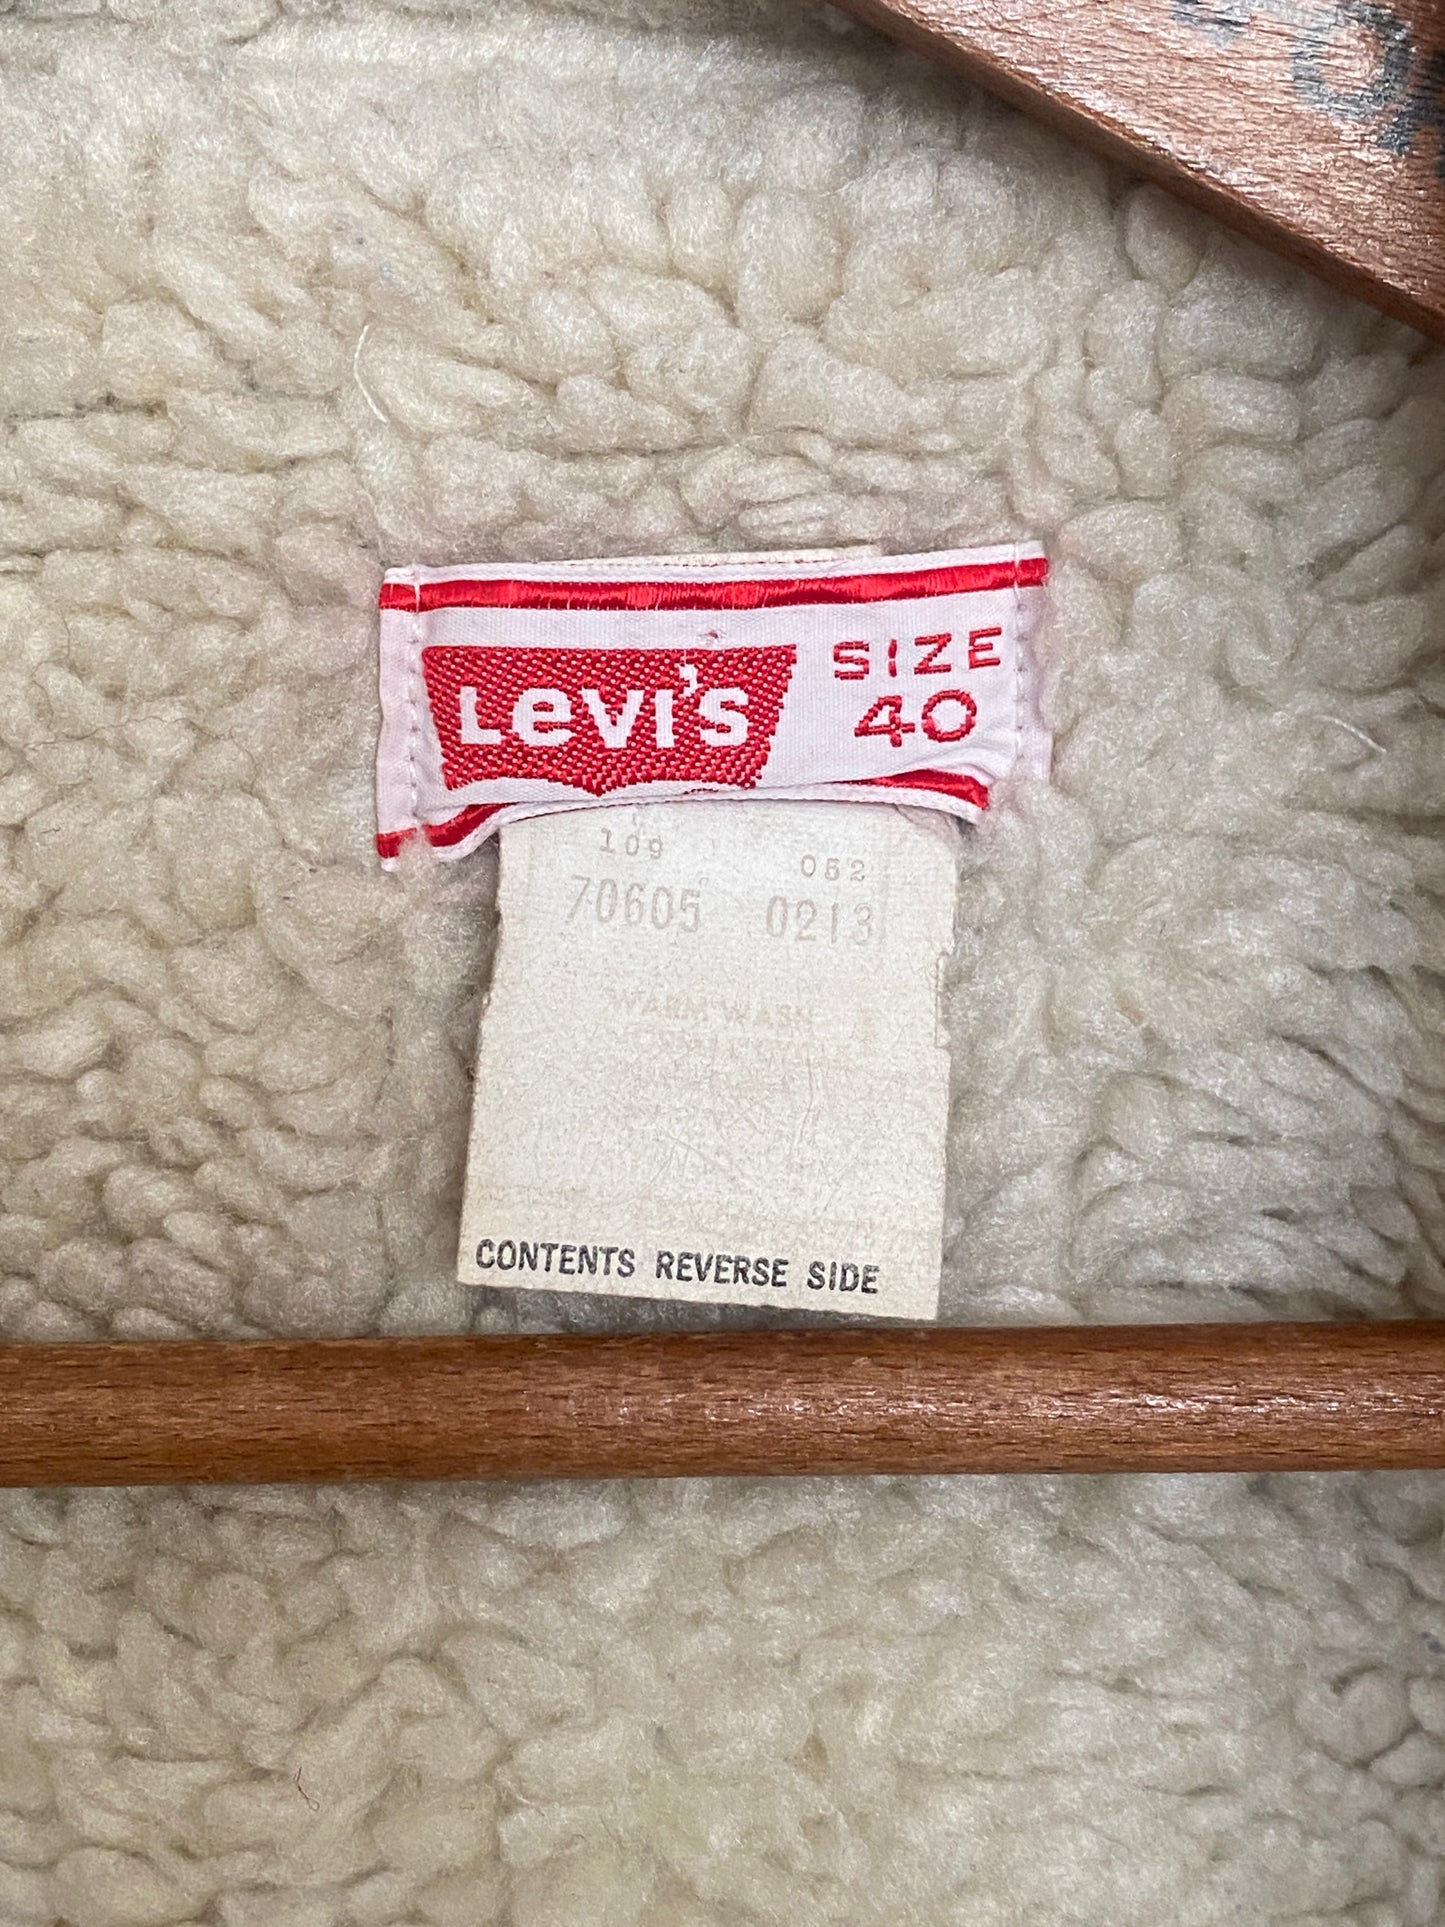 Levi's SIZE
40
109 052
70605 0213
WARM WASH
CONTENTS REVERSE SIDE